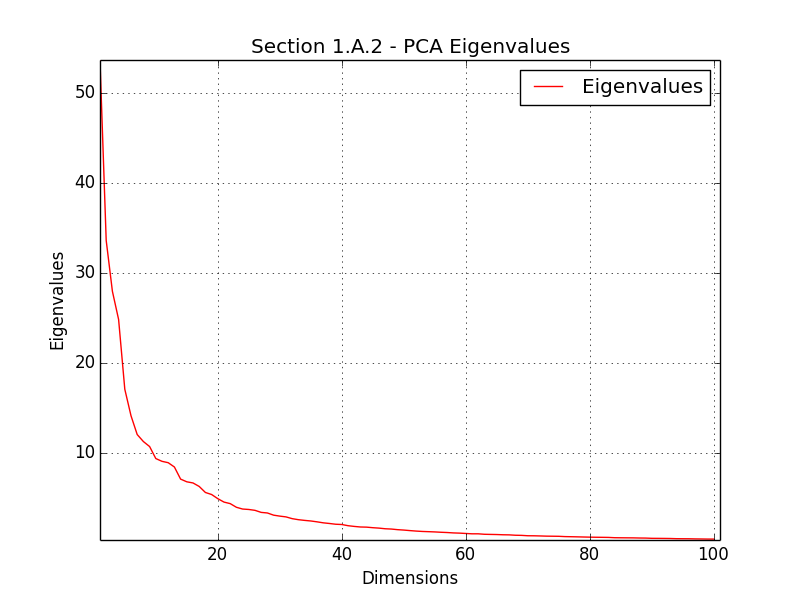 Section 1.A.2 - PCA Eigenvalues
Eigenvalues
50
40
30
20
10
Eigenvalues
20 40 60 80 100
Dimensions